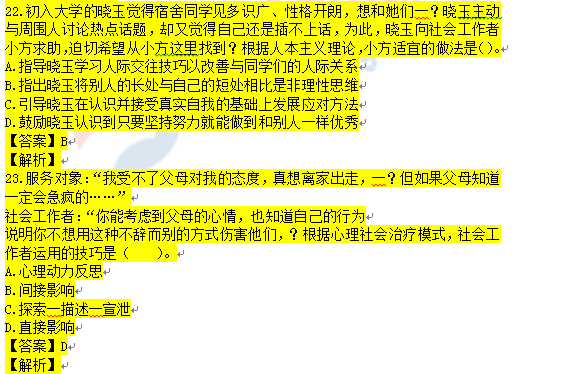 22.初入大学的晓玉觉得宿舍同学见多识广、性格开朗，想和她们一？晓玉主动
与周围人讨论热点话题，却又觉得自己还是插不上话，为此，晓玉向社会工作者
小方求助，迫切希望从小方这里找到？根据人本主义理论，小方适宜的做法是()。
A.指导晓玉学习人际交往技巧以改善与同学们的人际关系
B.指出晓玉将别人的长处与自己的短处相比是非理性思维
C.引导晓玉在认识并接受真实自我的基础上发展应对方法
D.鼓励晓玉认识到只要坚持努力就能做到和别人一样优秀
【答案】B
【解析】
23.服务对象：“我受不了父母对我的态度，真想离家出走，一？但如果父母知道
一定会急疯的……”
社会工作者：“你能考虑到父母的心情，也知道自己的行为
说明你不想用这种不辞而别的方式伤害他们，？根据心理社会治疗模式，社会工
作者运用的技巧是（　　）。
A.心理动力反思
B.间接影响
C.探索一描述一宣泄
D.直接影响
【答案】D
【解析】